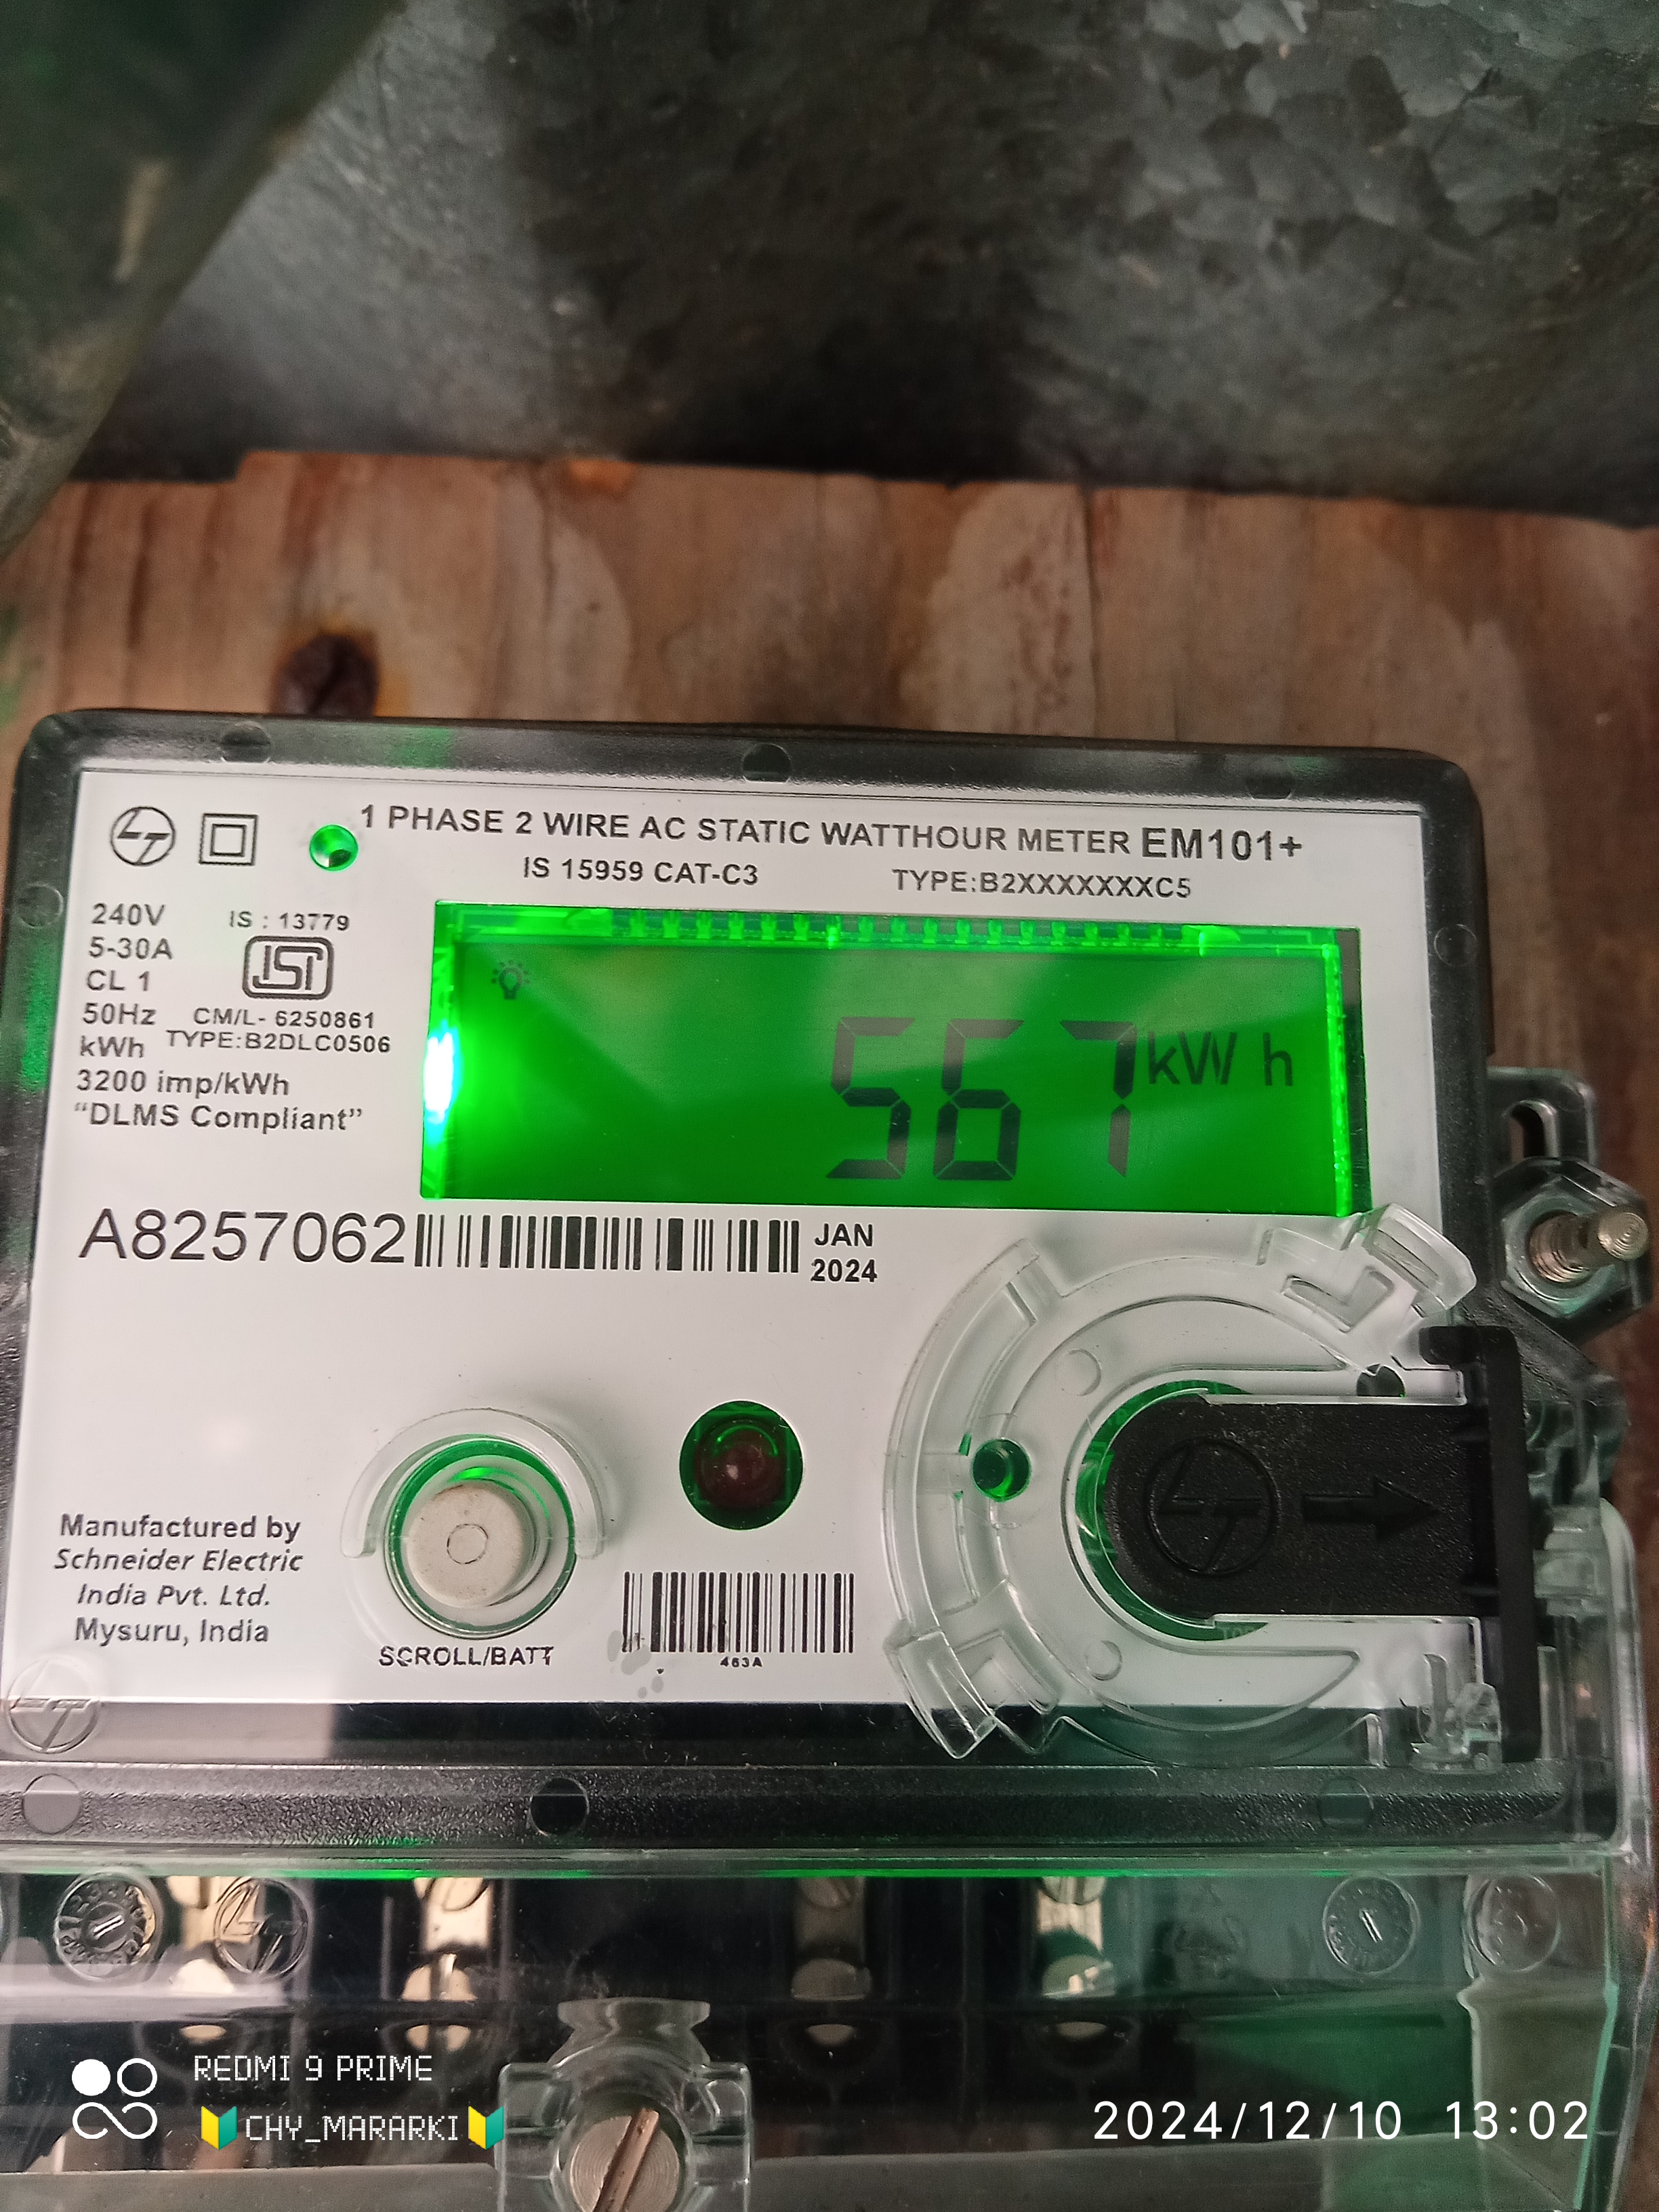 1 PHASE 2 WIRE AC STATIC WATTHOUR METER EM101+
IS 15959 CAT-C3
TYPE:B2XXXXXXXC5
240V
5-30A
CL 1
50Hz
kWh
3200 imp/kWh
“DLMS Compliant”
IS : 13779
ISI
CM/L- 6250861
TYPE:B2DLC0506
567 kW h
A8257062
JAN
2024
Manufactured by
Schneider Electric
India Pvt. Ltd.
Mysuru, India
SCROLL/BATT
463A
LT
REDMI 9 PRIME
🔰CHY_MARARKI🔰
2024/12/10 13:02